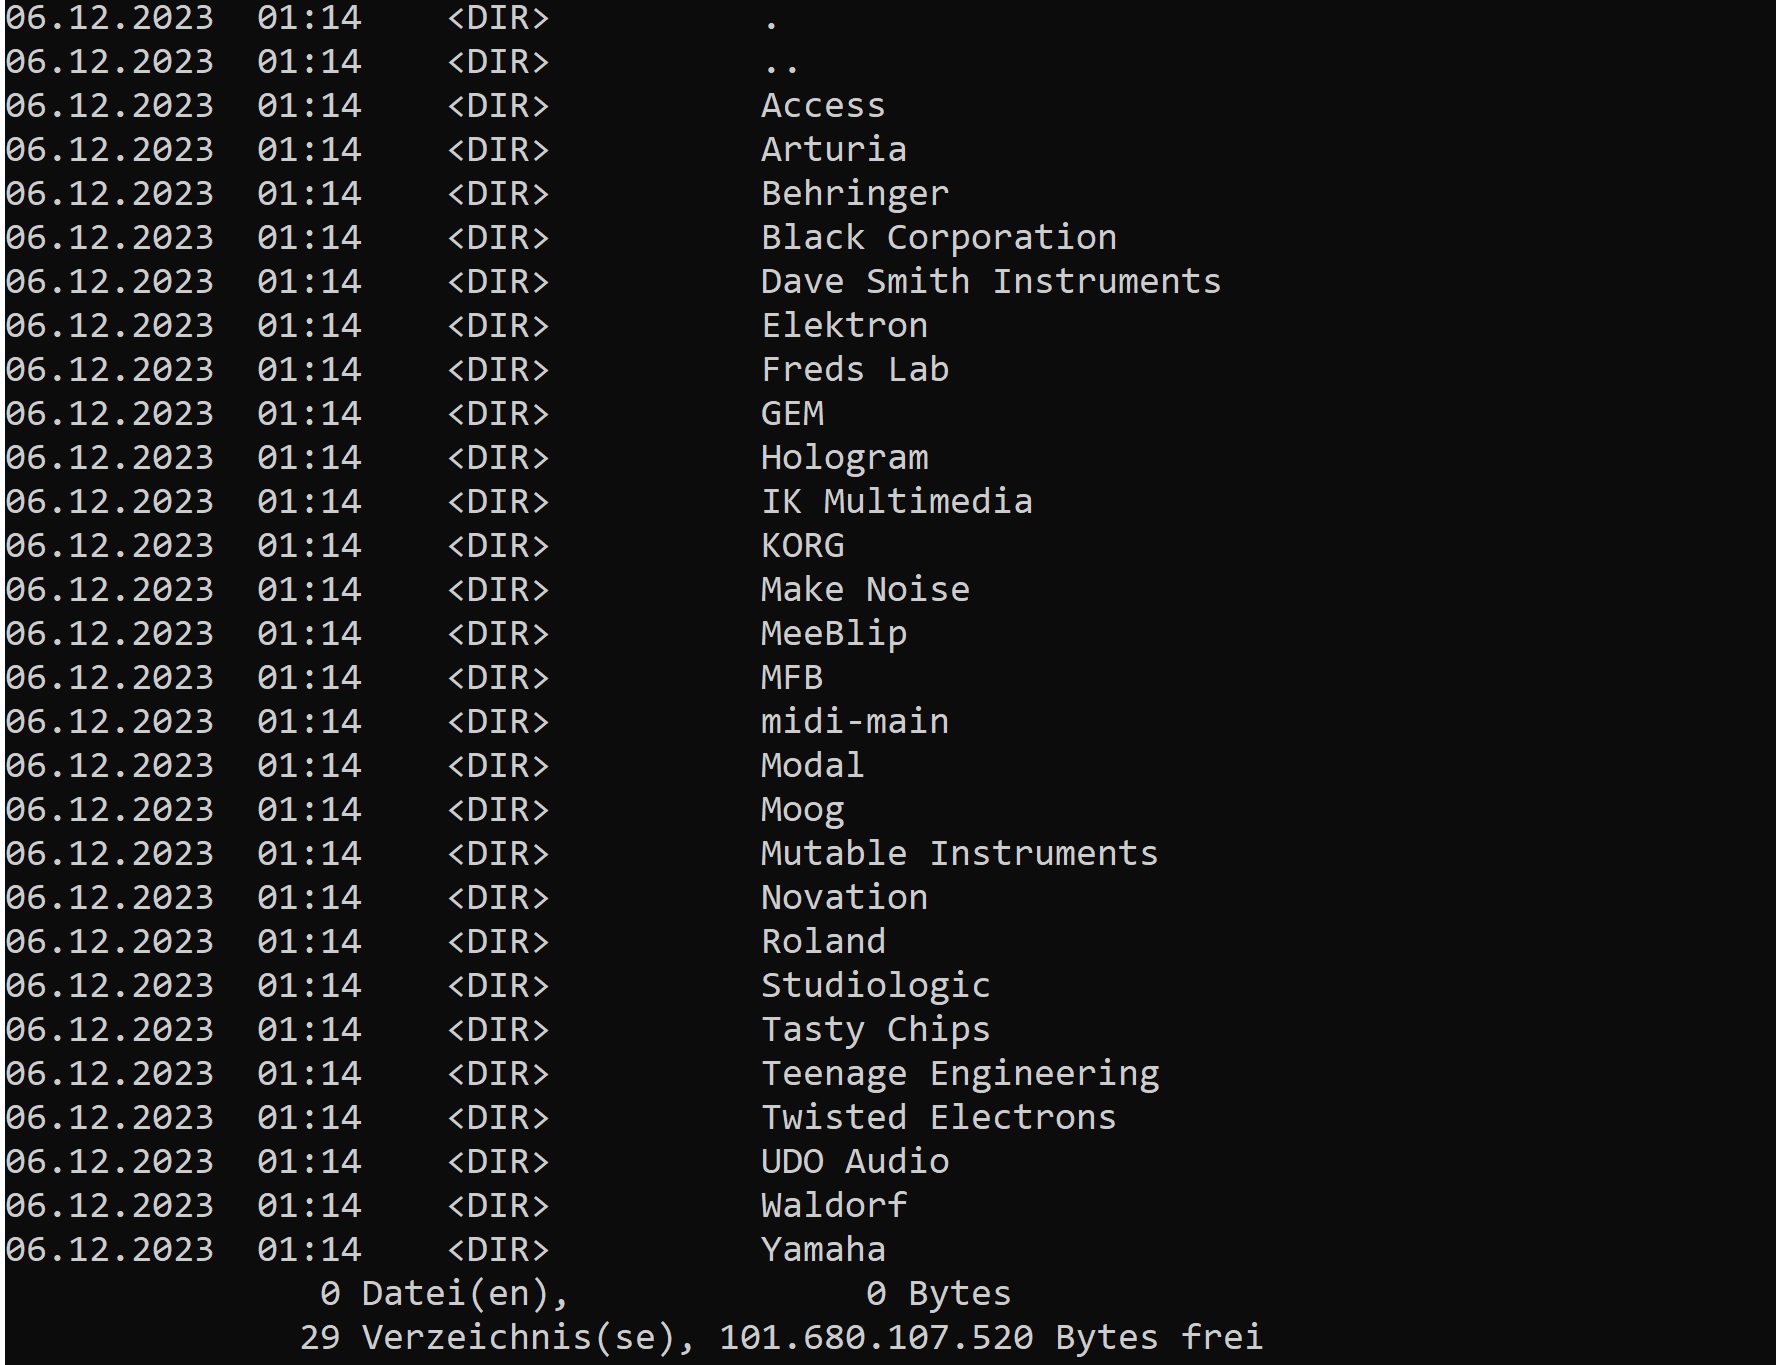 06.12.2023  01:14    <DIR>          .
06.12.2023  01:14    <DIR>          ..
06.12.2023  01:14    <DIR>          Access
06.12.2023  01:14    <DIR>          Arturia
06.12.2023  01:14    <DIR>          Behringer
06.12.2023  01:14    <DIR>          Black Corporation
06.12.2023  01:14    <DIR>          Dave Smith Instruments
06.12.2023  01:14    <DIR>          Elektron
06.12.2023  01:14    <DIR>          Freds Lab
06.12.2023  01:14    <DIR>          GEM
06.12.2023  01:14    <DIR>          Hologram
06.12.2023  01:14    <DIR>          IK Multimedia
06.12.2023  01:14    <DIR>          KORG
06.12.2023  01:14    <DIR>          Make Noise
06.12.2023  01:14    <DIR>          MeeBlip
06.12.2023  01:14    <DIR>          MFB
06.12.2023  01:14    <DIR>          midi-main
06.12.2023  01:14    <DIR>          Modal
06.12.2023  01:14    <DIR>          Moog
06.12.2023  01:14    <DIR>          Mutable Instruments
06.12.2023  01:14    <DIR>          Novation
06.12.2023  01:14    <DIR>          Roland
06.12.2023  01:14    <DIR>          Studiologic
06.12.2023  01:14    <DIR>          Tasty Chips
06.12.2023  01:14    <DIR>          Teenage Engineering
06.12.2023  01:14    <DIR>          Twisted Electrons
06.12.2023  01:14    <DIR>          UDO Audio
06.12.2023  01:14    <DIR>          Waldorf
06.12.2023  01:14    <DIR>          Yamaha
               0 Datei(en),              0 Bytes
              29 Verzeichnis(se), 101.680.107.520 Bytes frei